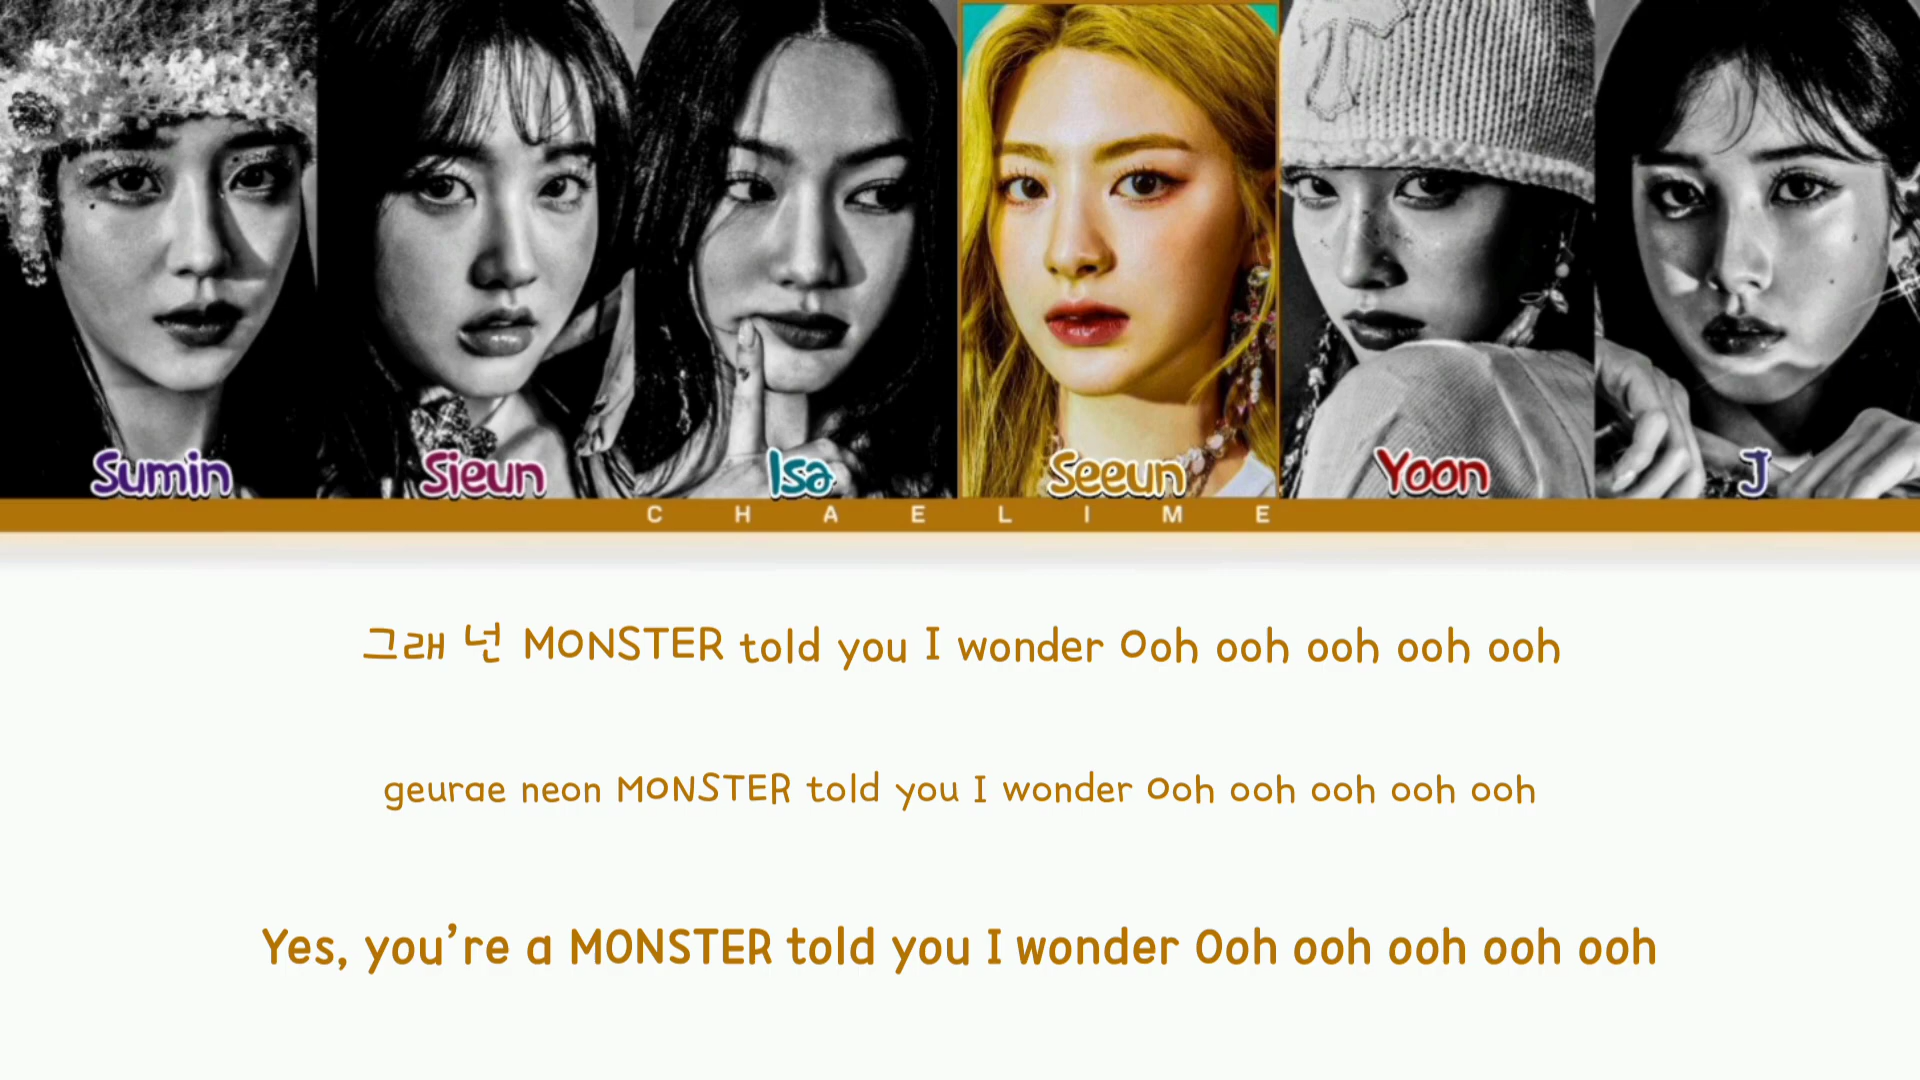 Sumin Sieun Isa Seeun Yoon J
CHAELIME
그래 넌 MONSTER told you I wonder Ooh ooh ooh ooh ooh
geurae neon MONSTER told you I wonder Ooh ooh ooh ooh ooh
Yes, you’re a MONSTER told you I wonder Ooh ooh ooh ooh ooh